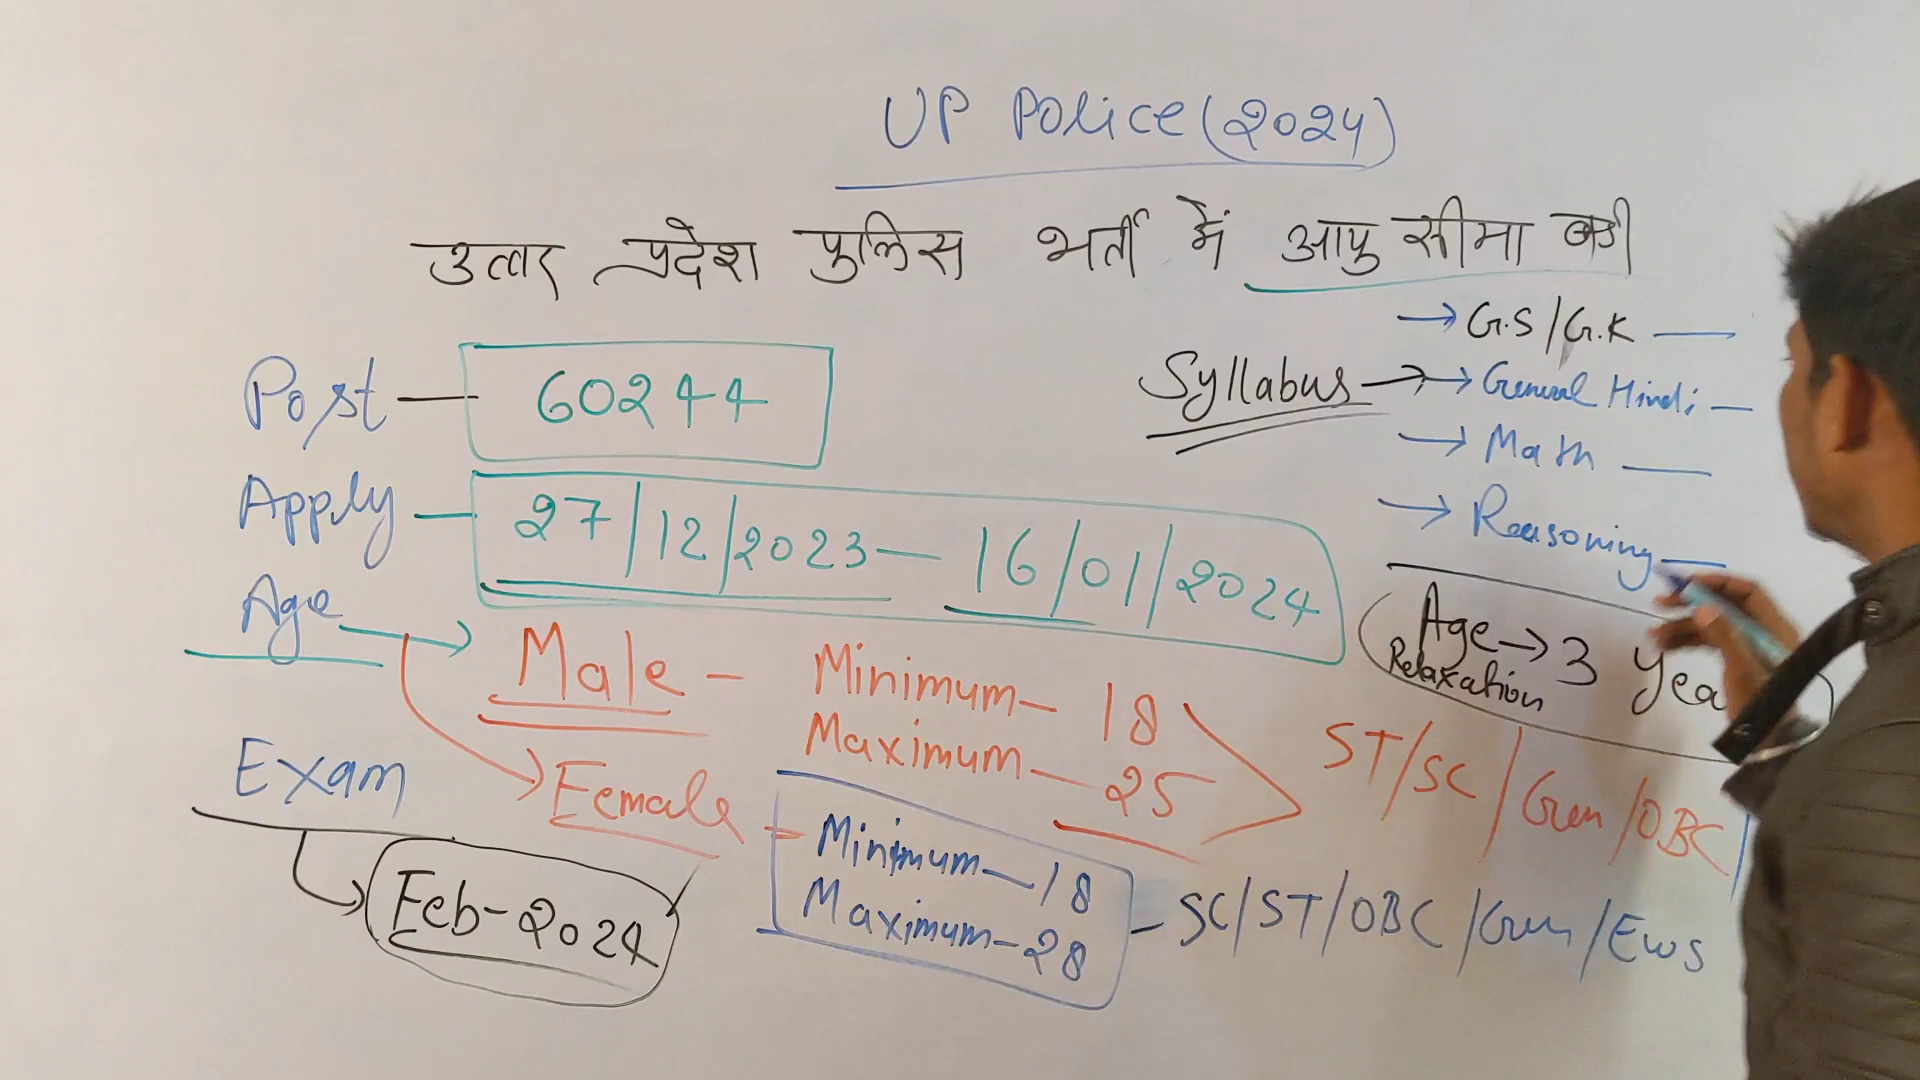 UP Police (2024)
उत्तर प्रदेश पुलिस भर्ती में आयु सीमा बढ़ी
Post — 60244
Apply — 27/12/2023 — 16/01/2024
Age → Male - Minimum - 18
Maximum - 25
ST/SC/Gen/OBC/
→ Female - Minimum - 18
Maximum - 28
- SC/ST/OBC/Gen/Ews
Exam
→ Feb-2024
Syllabus → → G.S/G.K —
→ General Hindi —
→ Math —
→ Reasoning —
Age → 3 Yea
Relaxation